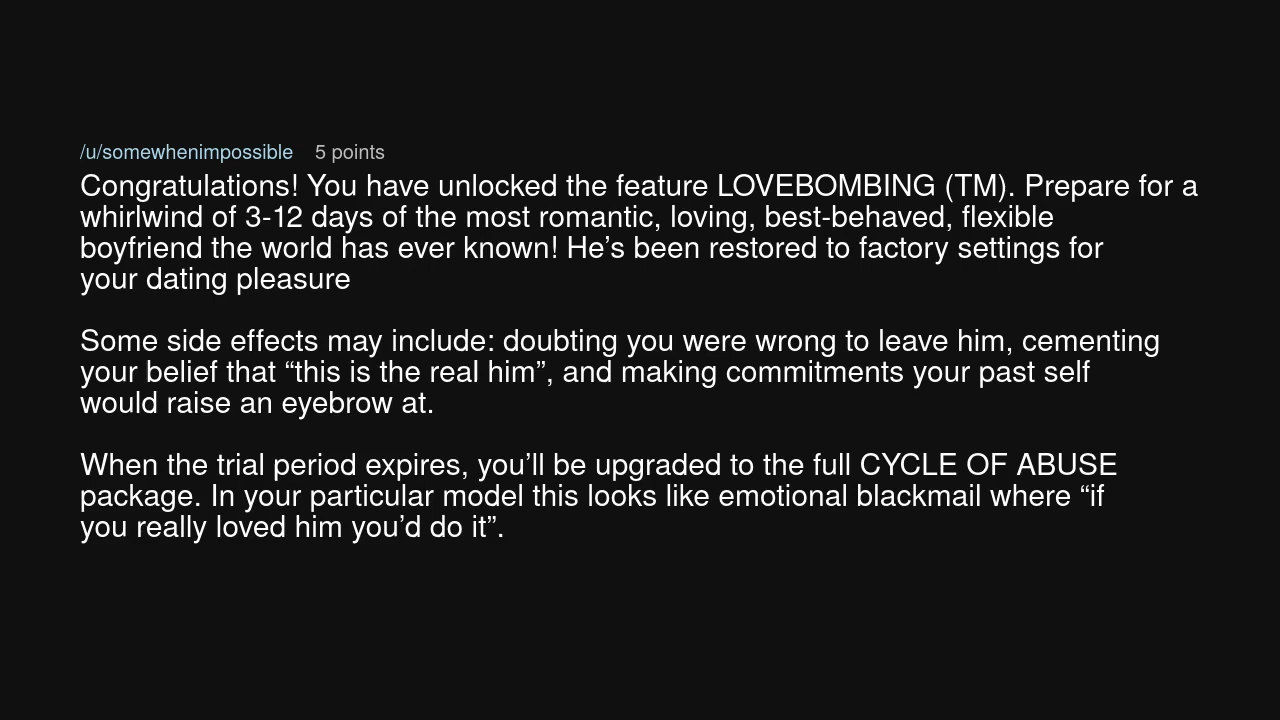 /u/somewhenimpossible 5 points
Congratulations! You have unlocked the feature LOVEBOMBING (TM). Prepare for a
whirlwind of 3-12 days of the most romantic, loving, best-behaved, flexible
boyfriend the world has ever known! He’s been restored to factory settings for
your dating pleasure
Some side effects may include: doubting you were wrong to leave him, cementing
your belief that “this is the real him”, and making commitments your past self
would raise an eyebrow at.
When the trial period expires, you’ll be upgraded to the full CYCLE OF ABUSE
package. In your particular model this looks like emotional blackmail where “if
you really loved him you’d do it”.